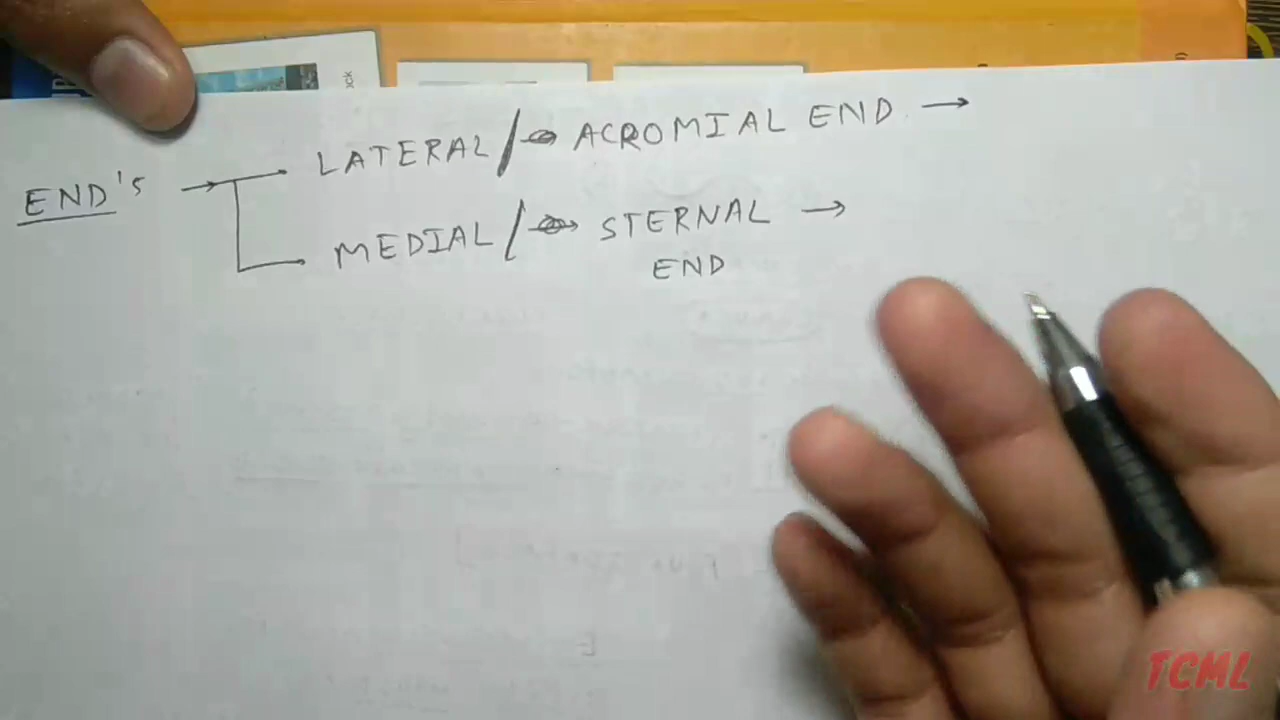 LATERAL / ACROMIAL END →
END's →
MEDIAL / STERNAL →
END
TCML